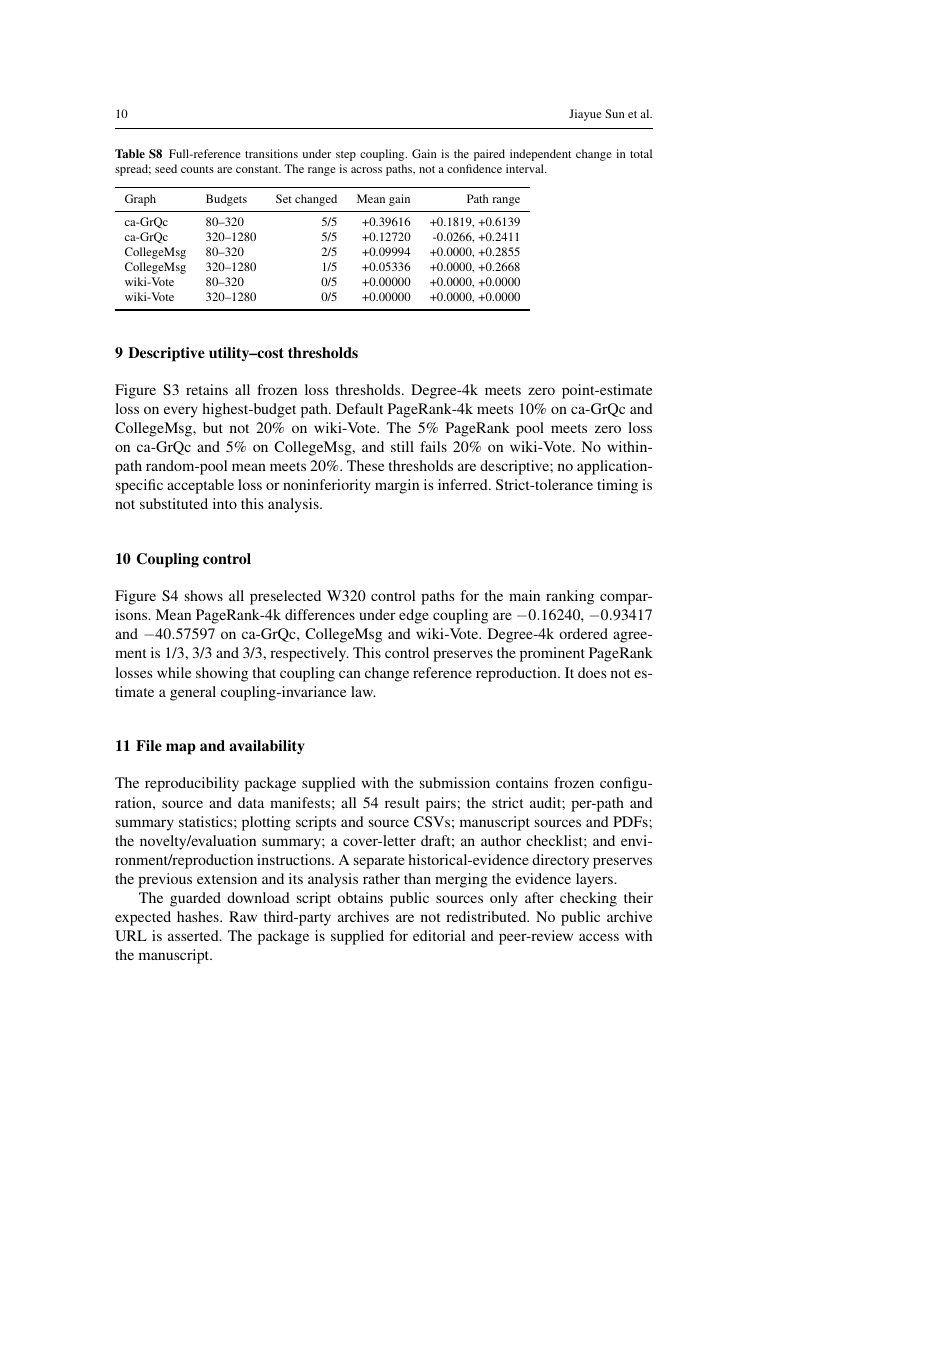 10 Jiayue Sun et al.
Table S8 Full-reference transitions under step coupling. Gain is the paired independent change in total
spread; seed counts are constant. The range is across paths, not a confidence interval.
Graph Budgets Set changed Mean gain Path range
ca-GrQc 80–320 5/5 +0.39616 +0.1819, +0.6139
ca-GrQc 320–1280 5/5 +0.12720 -0.0266, +0.2411
CollegeMsg 80–320 2/5 +0.09994 +0.0000, +0.2855
CollegeMsg 320–1280 1/5 +0.05336 +0.0000, +0.2668
wiki-Vote 80–320 0/5 +0.00000 +0.0000, +0.0000
wiki-Vote 320–1280 0/5 +0.00000 +0.0000, +0.0000
9 Descriptive utility–cost thresholds
Figure S3 retains all frozen loss thresholds. Degree-4k meets zero point-estimate
loss on every highest-budget path. Default PageRank-4k meets 10% on ca-GrQc and
CollegeMsg, but not 20% on wiki-Vote. The 5% PageRank pool meets zero loss
on ca-GrQc and 5% on CollegeMsg, and still fails 20% on wiki-Vote. No within-
path random-pool mean meets 20%. These thresholds are descriptive; no application-
specific acceptable loss or noninferiority margin is inferred. Strict-tolerance timing is
not substituted into this analysis.
10 Coupling control
Figure S4 shows all preselected W320 control paths for the main ranking compar-
isons. Mean PageRank-4k differences under edge coupling are −0.16240, −0.93417
and −40.57597 on ca-GrQc, CollegeMsg and wiki-Vote. Degree-4k ordered agree-
ment is 1/3, 3/3 and 3/3, respectively. This control preserves the prominent PageRank
losses while showing that coupling can change reference reproduction. It does not es-
timate a general coupling-invariance law.
11 File map and availability
The reproducibility package supplied with the submission contains frozen configu-
ration, source and data manifests; all 54 result pairs; the strict audit; per-path and
summary statistics; plotting scripts and source CSVs; manuscript sources and PDFs;
the novelty/evaluation summary; a cover-letter draft; an author checklist; and envi-
ronment/reproduction instructions. A separate historical-evidence directory preserves
the previous extension and its analysis rather than merging the evidence layers.
The guarded download script obtains public sources only after checking their
expected hashes. Raw third-party archives are not redistributed. No public archive
URL is asserted. The package is supplied for editorial and peer-review access with
the manuscript.